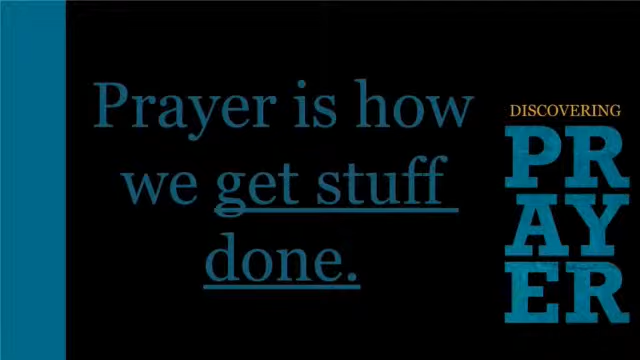 Prayer is how
we get stuff
done.
DISCOVERING
PR
AY
ER